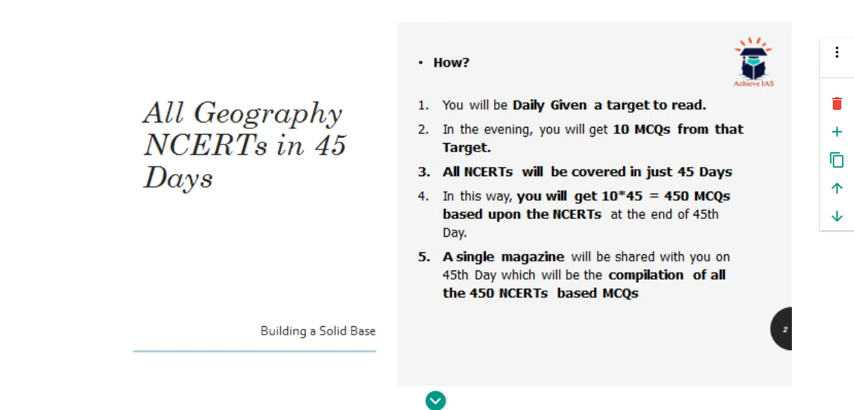 All Geography
NCERTs in 45
Days
Building a Solid Base
• How?
Achieve IAS
1. You will be Daily Given a target to read.
2. In the evening, you will get 10 MCQs from that
Target.
3. All NCERTs will be covered in just 45 Days
4. In this way, you will get 10*45 = 450 MCQs
based upon the NCERTs at the end of 45th
Day.
5. A single magazine will be shared with you on
45th Day which will be the compilation of all
the 450 NCERTs based MCQs
2